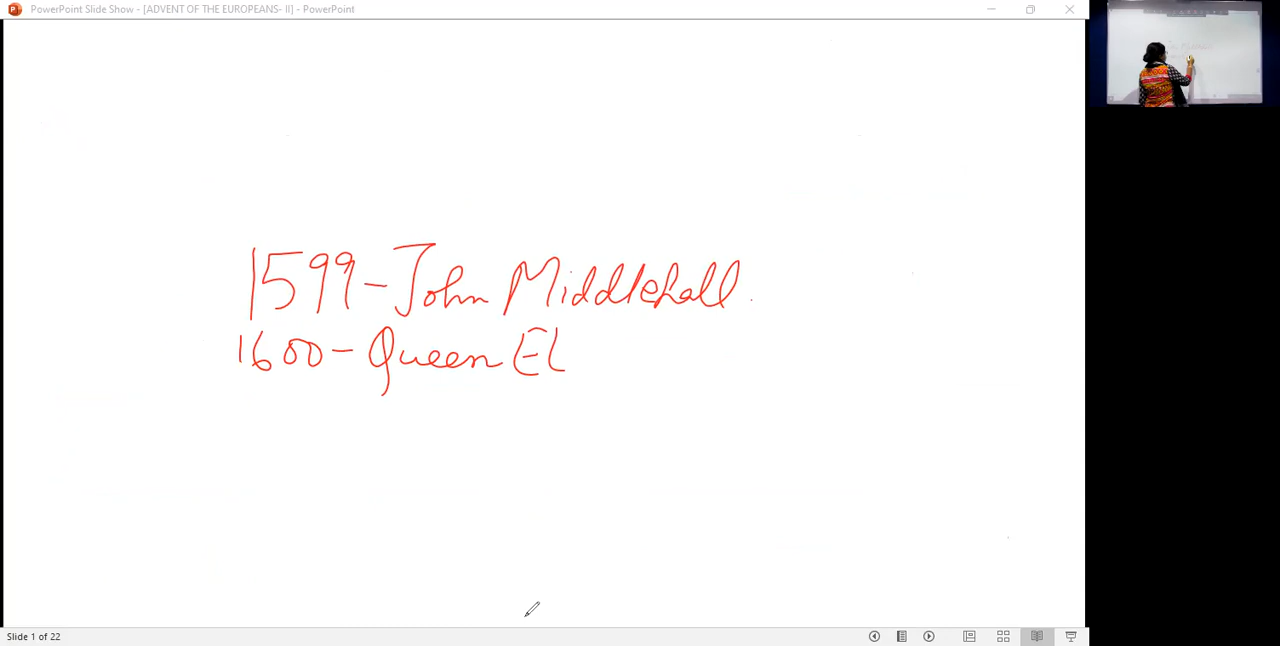 PowerPoint Slide Show - [ADVENT OF THE EUROPEANS- II] - PowerPoint
1599 - John Middlehall.
1600 - Queen El
Slide 1 of 22